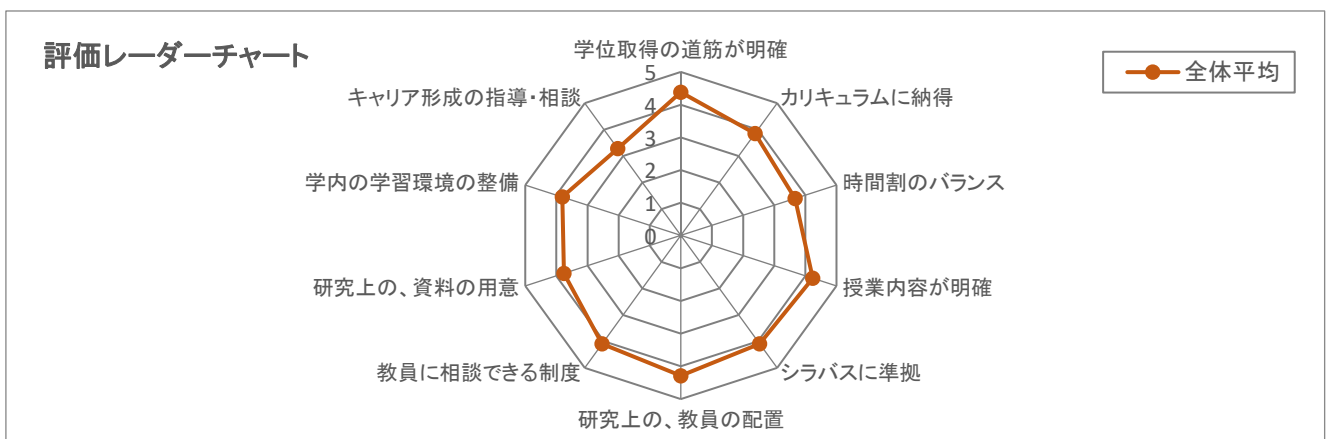 評価レーダーチャート
全体平均
学位取得の道筋が明確
カリキュラムに納得
時間割のバランス
授業内容が明確
シラバスに準拠
研究上の、教員の配置
教員に相談できる制度
研究上の、資料の用意
学内の学習環境の整備
キャリア形成の指導・相談
5
4
3
2
1
0